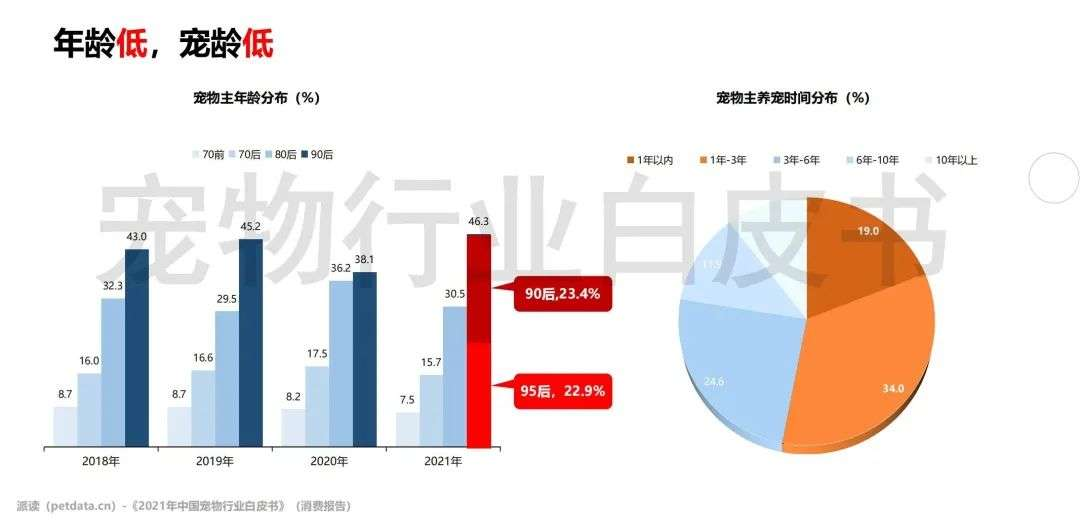 年龄低，宠龄低
宠物主年龄分布（%）
70前 70后 80后 90后
8.7 16.0 32.3 43.0
8.7 16.6 29.5 45.2
8.2 17.5 36.2 38.1
7.5 15.7 30.5 46.3
90后,23.4%
95后，22.9%
2018年 2019年 2020年 2021年
宠物主养宠时间分布（%）
1年以内 1年-3年 3年-6年 6年-10年 10年以上
19.0
34.0
24.6
宠物行业白皮书
派读（petdata.cn）-《2021年中国宠物行业白皮书》（消费报告）